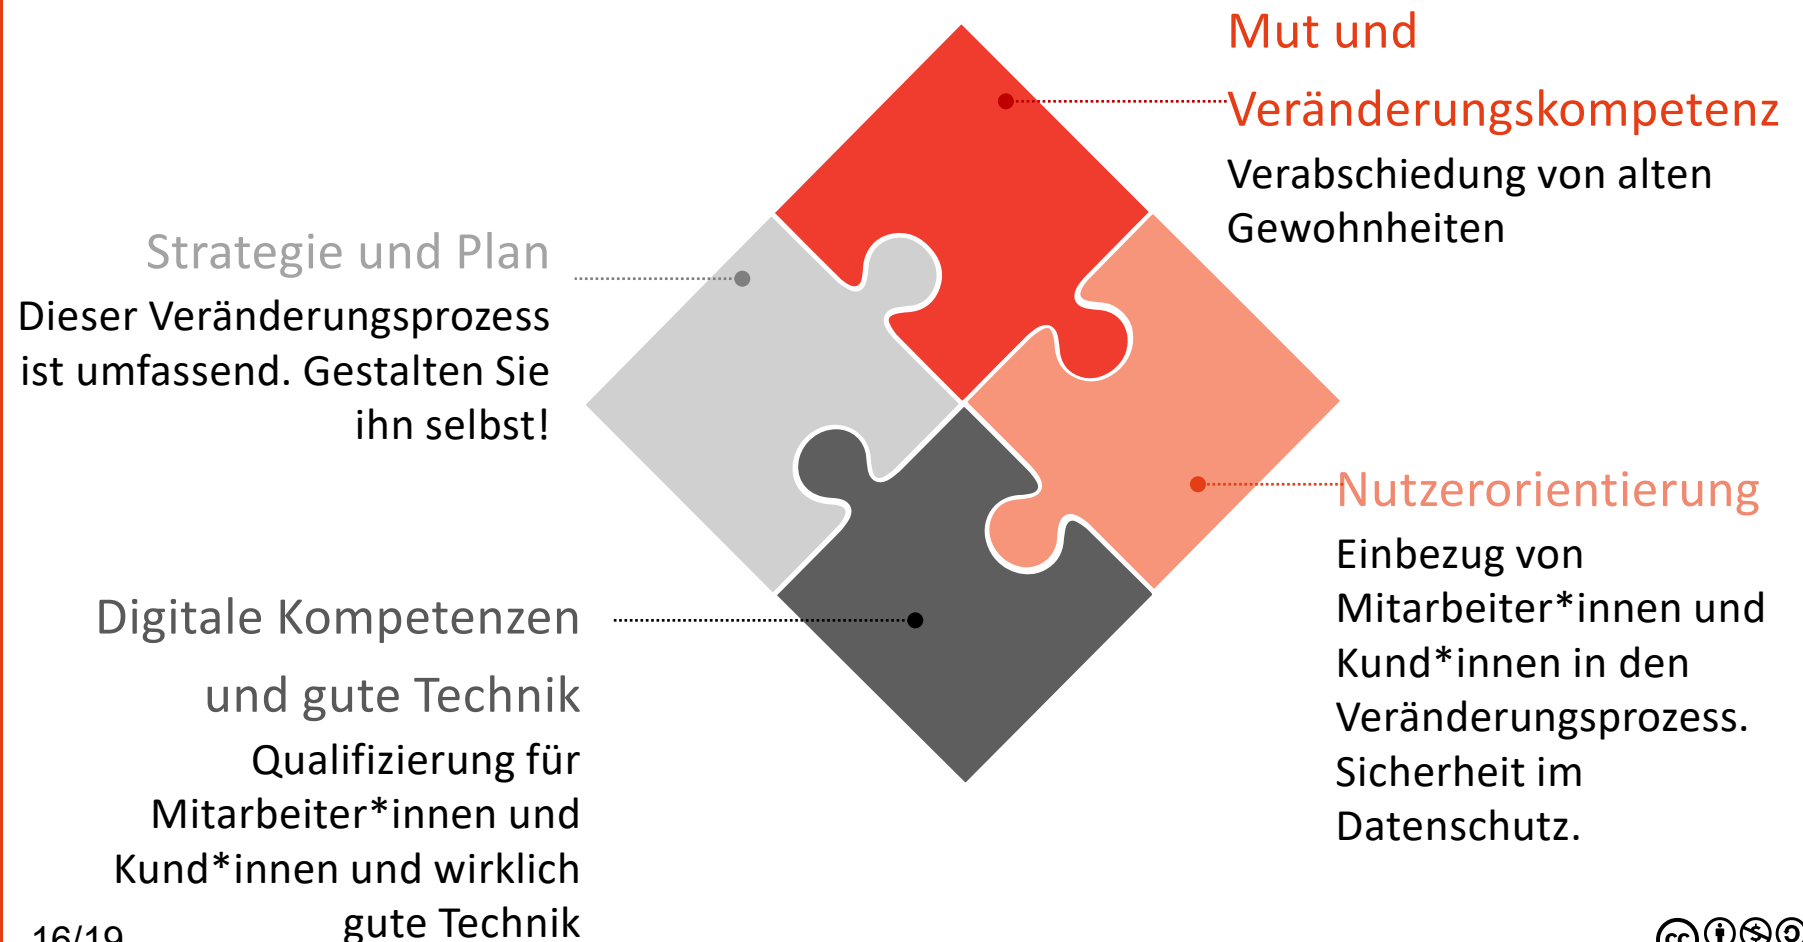 Mut und
Veränderungskompetenz
Verabschiedung von alten
Gewohnheiten
Strategie und Plan
Dieser Veränderungsprozess
ist umfassend. Gestalten Sie
ihn selbst!
Nutzerorientierung
Einbezug von
Mitarbeiter*innen und
Kund*innen in den
Veränderungsprozess.
Sicherheit im
Datenschutz.
Digitale Kompetenzen
und gute Technik
Qualifizierung für
Mitarbeiter*innen und
Kund*innen und wirklich
gute Technik
16/19
cc